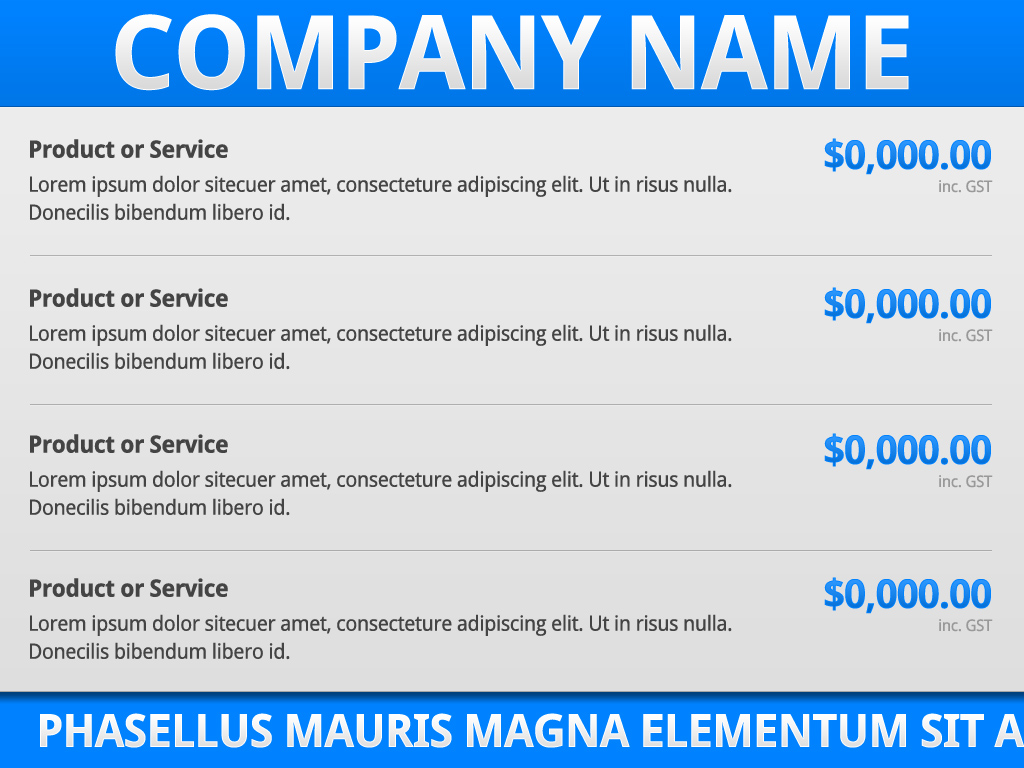 COMPANY NAME
Product or Service
$0,000.00
Lorem ipsum dolor sitecuer amet, consecteture adipiscing elit. Ut in risus nulla.
inc. GST
Donecilis bibendum libero id.
Product or Service
$0,000.00
Lorem ipsum dolor sitecuer amet, consecteture adipiscing elit. Ut in risus nulla.
inc. GST
Donecilis bibendum libero id.
Product or Service
$0,000.00
Lorem ipsum dolor sitecuer amet, consecteture adipiscing elit. Ut in risus nulla.
inc. GST
Donecilis bibendum libero id.
Product or Service
$0,000.00
Lorem ipsum dolor sitecuer amet, consecteture adipiscing elit. Ut in risus nulla.
inc. GST
Donecilis bibendum libero id.
PHASELLUS MAURIS MAGNA ELEMENTUM SIT A